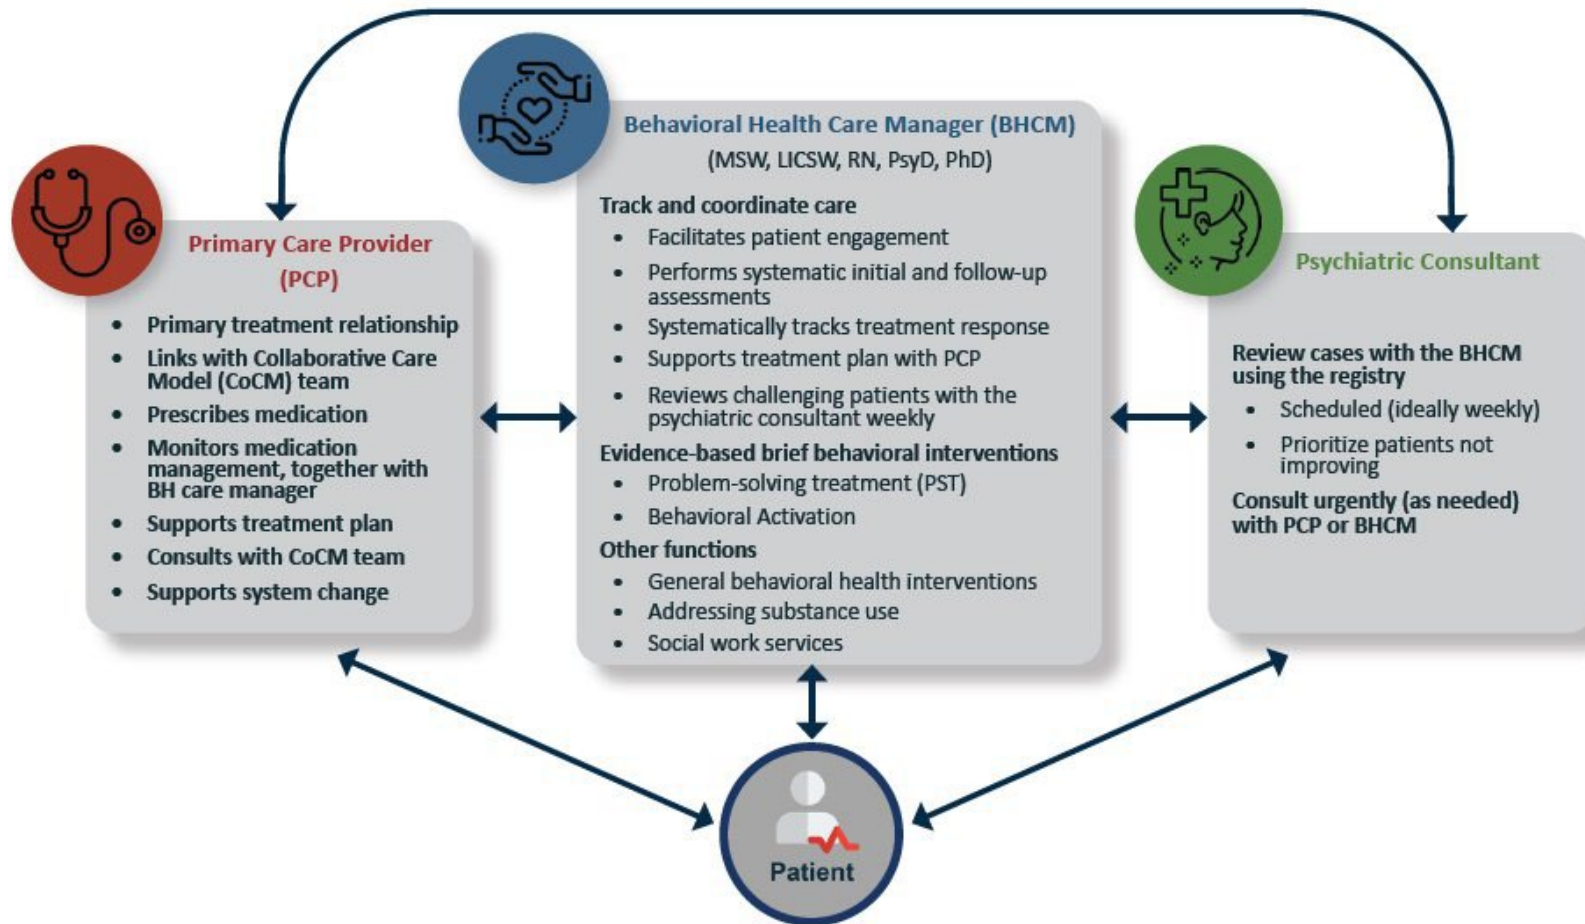 Primary Care Provider
(PCP)
• Primary treatment relationship
• Links with Collaborative Care
Model (CoCM) team
• Prescribes medication
• Monitors medication
management, together with
BH care manager
• Supports treatment plan
• Consults with CoCM team
• Supports system change
Behavioral Health Care Manager (BHCM)
(MSW, LICSW, RN, PsyD, PhD)
Track and coordinate care
• Facilitates patient engagement
• Performs systematic initial and follow-up
assessments
• Systematically tracks treatment response
• Supports treatment plan with PCP
• Reviews challenging patients with the
psychiatric consultant weekly
Evidence-based brief behavioral interventions
• Problem-solving treatment (PST)
• Behavioral Activation
Other functions
• General behavioral health interventions
• Addressing substance use
• Social work services
Psychiatric Consultant
Review cases with the BHCM
using the registry
• Scheduled (ideally weekly)
• Prioritize patients not
improving
Consult urgently (as needed)
with PCP or BHCM
Patient